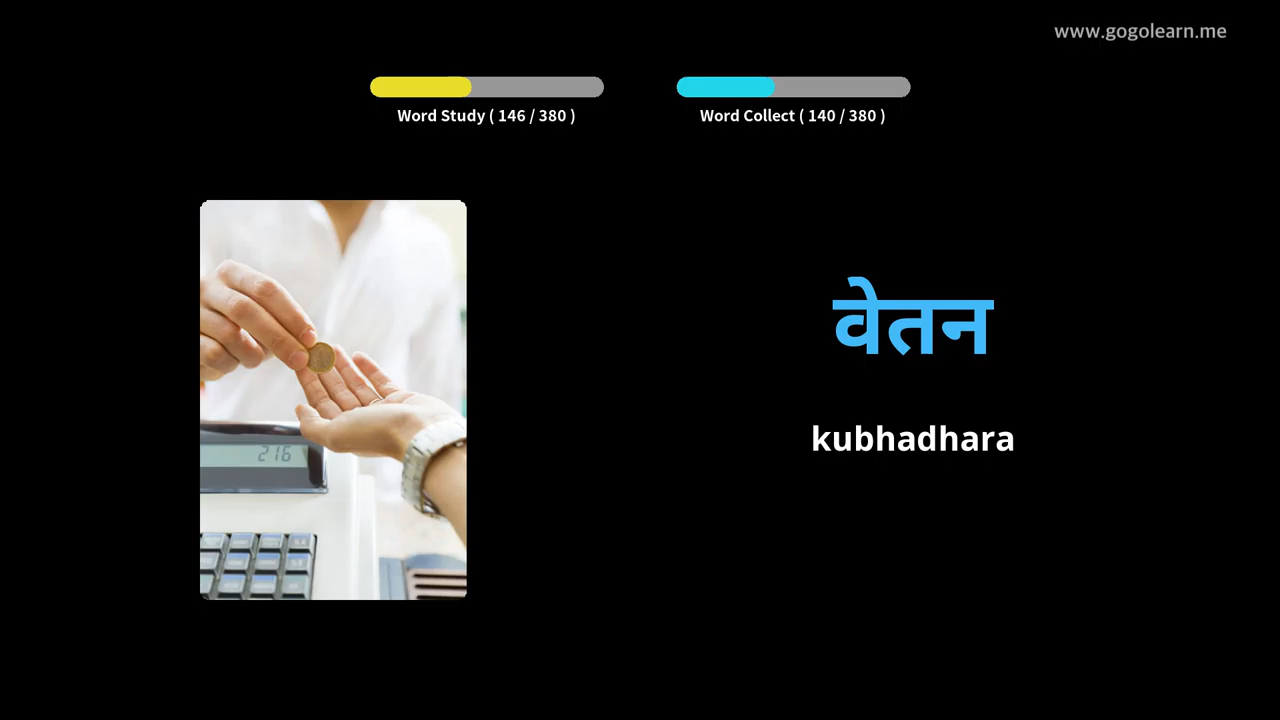 www.gogolearn.me
Word Study ( 146 / 380 )
Word Collect ( 140 / 380 )
वेतन
kubhadhara
216